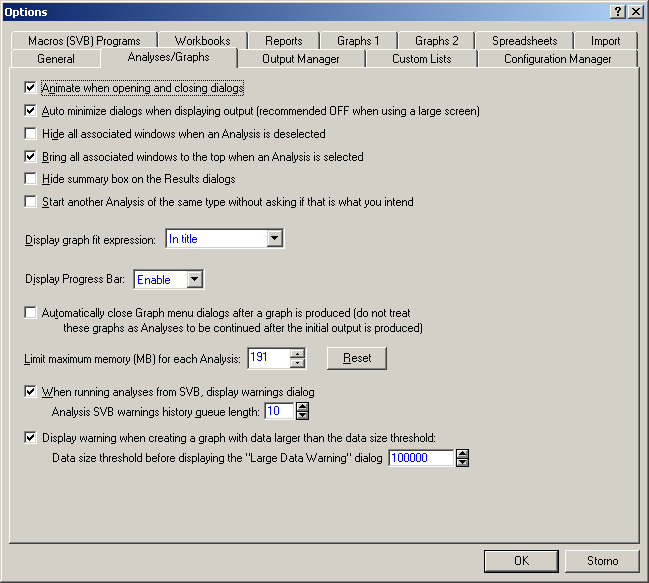 Options
Macros (SVB) Programs Workbooks Reports Graphs 1 Graphs 2 Spreadsheets Import
General Analyses/Graphs Output Manager Custom Lists Configuration Manager
Animate when opening and closing dialogs
Auto minimize dialogs when displaying output (recommended OFF when using a large screen)
Hide all associated windows when an Analysis is deselected
Bring all associated windows to the top when an Analysis is selected
Hide summary box on the Results dialogs
Start another Analysis of the same type without asking if that is what you intend
Display graph fit expression: In title
Display Progress Bar: Enable
Automatically close Graph menu dialogs after a graph is produced (do not treat
these graphs as Analyses to be continued after the initial output is produced)
Limit maximum memory (MB) for each Analysis: 191 Reset
When running analyses from SVB, display warnings dialog
Analysis SVB warnings history queue length: 10
Display warning when creating a graph with data larger than the data size threshold:
Data size threshold before displaying the "Large Data Warning" dialog 100000
OK Storno